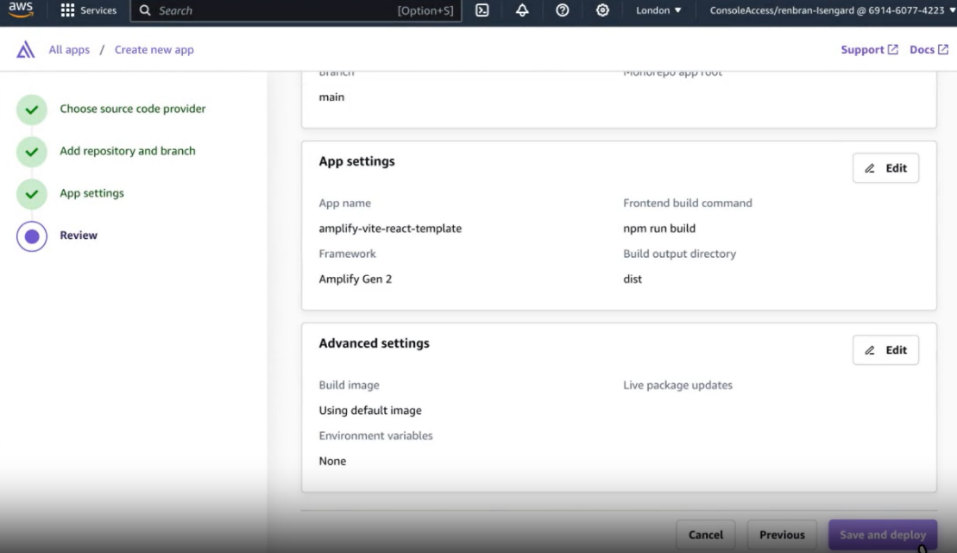 aws
Services
Search
[Option+S]
London
ConsoleAccess/renbran-Isengard @ 6914-6077-4223
All apps / Create new app
Support
Docs
Choose source code provider
Add repository and branch
App settings
Review
Branch
Monorepo app root
main
App settings
Edit
App name
Frontend build command
amplify-vite-react-template
npm run build
Framework
Build output directory
Amplify Gen 2
dist
Advanced settings
Edit
Build image
Live package updates
Using default image
Environment variables
None
Cancel
Previous
Save and deploy